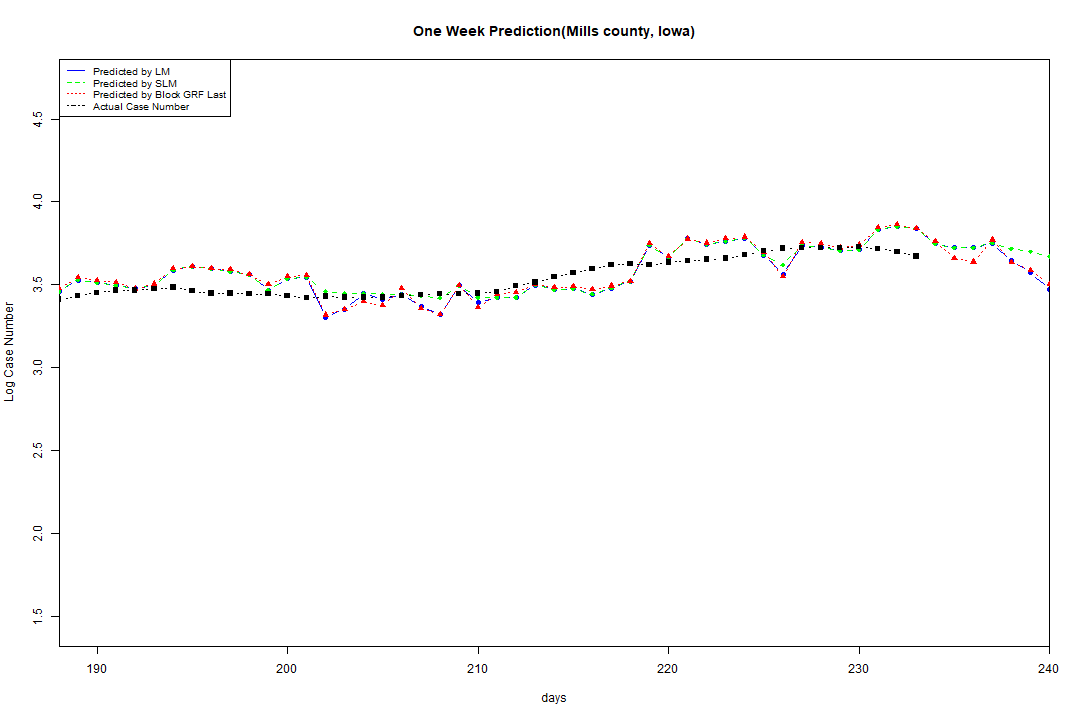 One Week Prediction(Mills county, Iowa)
Predicted by LM
Predicted by SLM
Predicted by Block GRF Last
Actual Case Number
4.5
4.0
3.5
3.0
2.5
2.0
1.5
Log Case Number
190 200 210 220 230 240
days